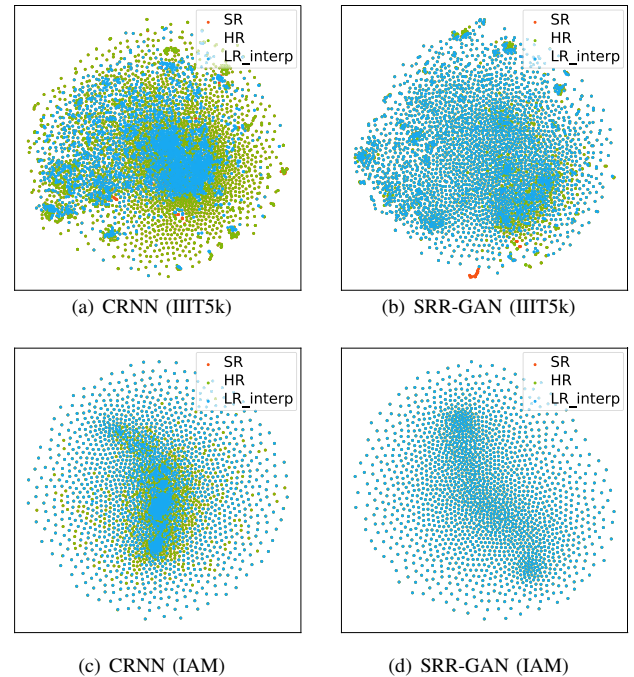 SR
HR
LR_interp
SR
HR
LR_interp
(a) CRNN (IIIT5k)
(b) SRR-GAN (IIIT5k)
SR
HR
LR_interp
SR
HR
LR_interp
(c) CRNN (IAM)
(d) SRR-GAN (IAM)